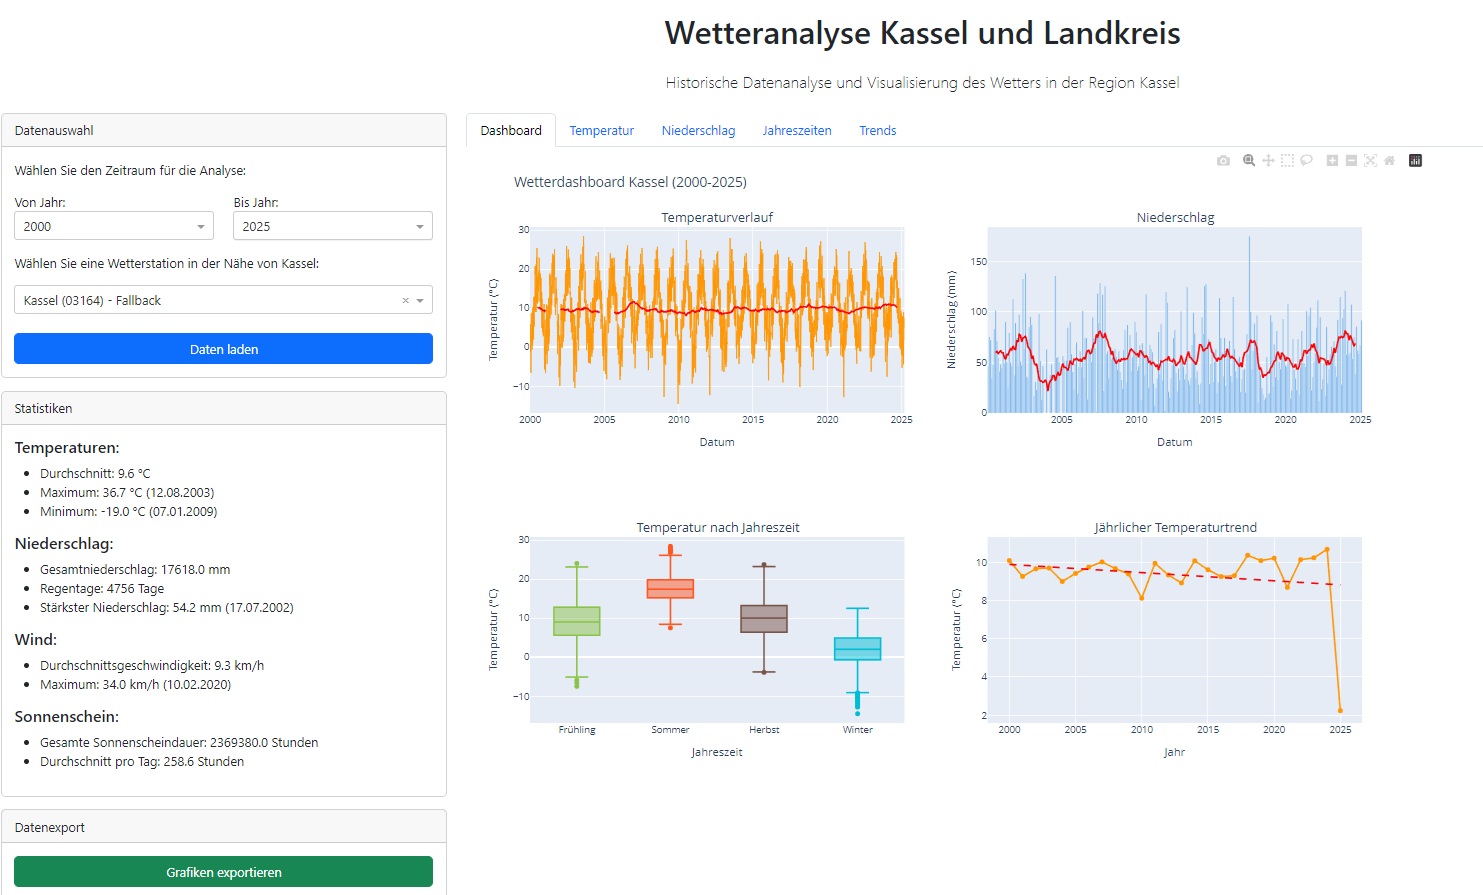 Wetteranalyse Kassel und Landkreis
Historische Datenanalyse und Visualisierung des Wetters in der Region Kassel
Datenauswahl
Wählen Sie den Zeitraum für die Analyse:
Von Jahr:
Bis Jahr:
2000
2025
Wählen Sie eine Wetterstation in der Nähe von Kassel:
Kassel (03164) - Fallback
×
Daten laden
Statistiken
Temperaturen:
Durchschnitt: 9.6 °C
Maximum: 36.7 °C (12.08.2003)
Minimum: -19.0 °C (07.01.2009)
Niederschlag:
Gesamtniederschlag: 17618.0 mm
Regentage: 4756 Tage
Stärkster Niederschlag: 54.2 mm (17.07.2002)
Wind:
Durchschnittsgeschwindigkeit: 9.3 km/h
Maximum: 34.0 km/h (10.02.2020)
Sonnenschein:
Gesamte Sonnenscheindauer: 2369380.0 Stunden
Durchschnitt pro Tag: 258.6 Stunden
Datenexport
Grafiken exportieren
Dashboard
Temperatur
Niederschlag
Jahreszeiten
Trends
Wetterdashboard Kassel (2000-2025)
Temperaturverlauf
Temperatur (°C)
30
20
10
0
−10
2000
2005
2010
2015
2020
2025
Datum
Niederschlag
Niederschlag (mm)
150
100
50
0
2005
2010
2015
2020
2025
Datum
Temperatur nach Jahreszeit
Temperatur (°C)
30
20
10
0
−10
Frühling
Sommer
Herbst
Winter
Jahreszeit
Jährlicher Temperaturtrend
Temperatur (°C)
10
8
6
4
2
2000
2005
2010
2015
2020
2025
Jahr